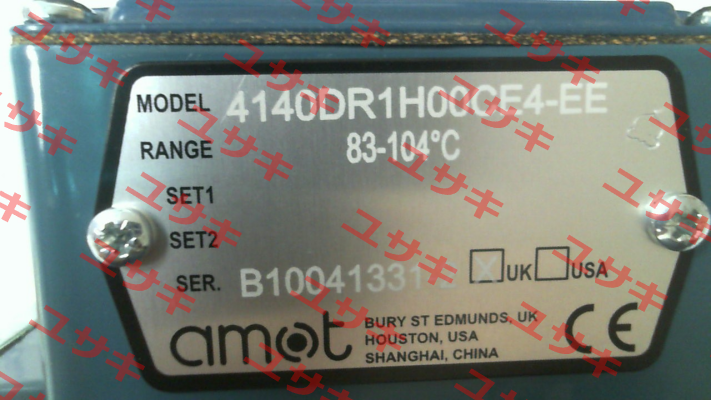 MODEL 4140DR1H00CE4-EE
RANGE 83-104°C
SET1
SET2
SER. B10041331 X UK USA
amot BURY ST EDMUNDS, UK
HOUSTON, USA
SHANGHAI, CHINA
CE
ユサキ